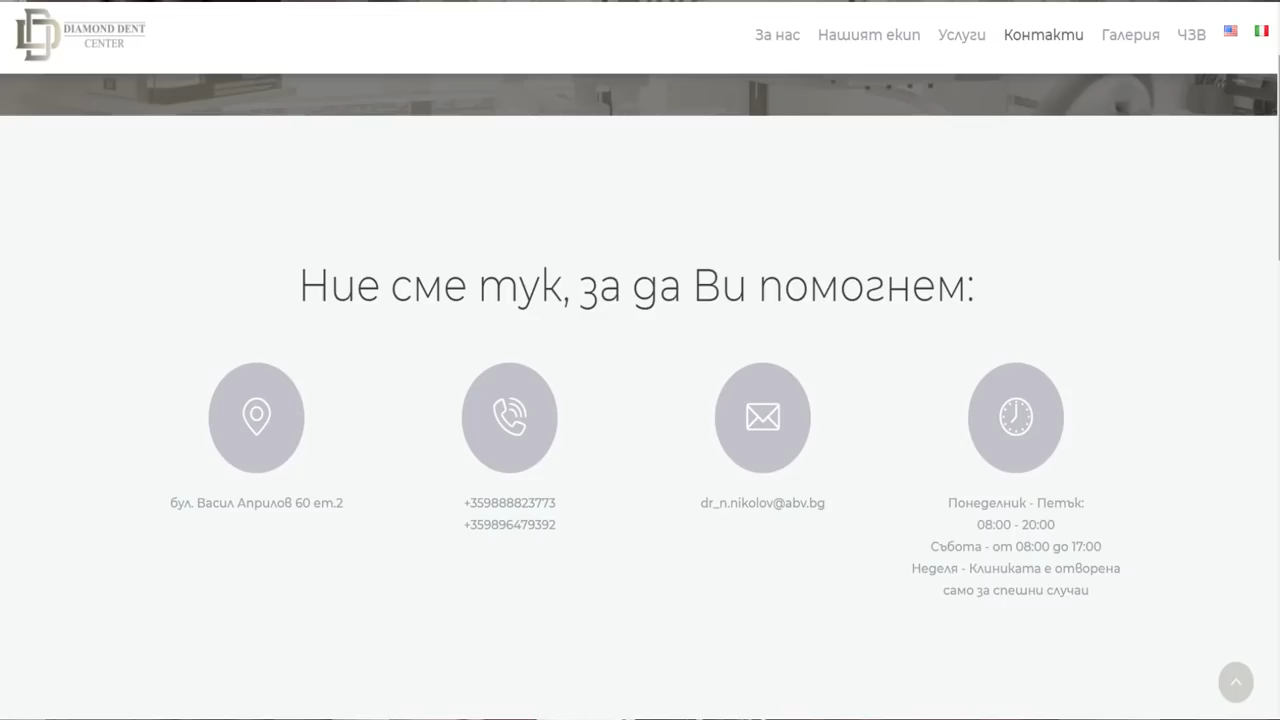 DIAMOND DENT
CENTER
За нас
Нашият екип
Услуги
Контакти
Галерия
ЧЗВ
Ние сме тук, за да Ви помогнем:
бул. Васил Априлов 60 ет.2
+359888823773
+359896479392
dr_n.nikolov@abv.bg
Понеделник - Петък:
08:00 - 20:00
Събота - от 08:00 до 17:00
Неделя - Клиниката е отворена
само за спешни случаи